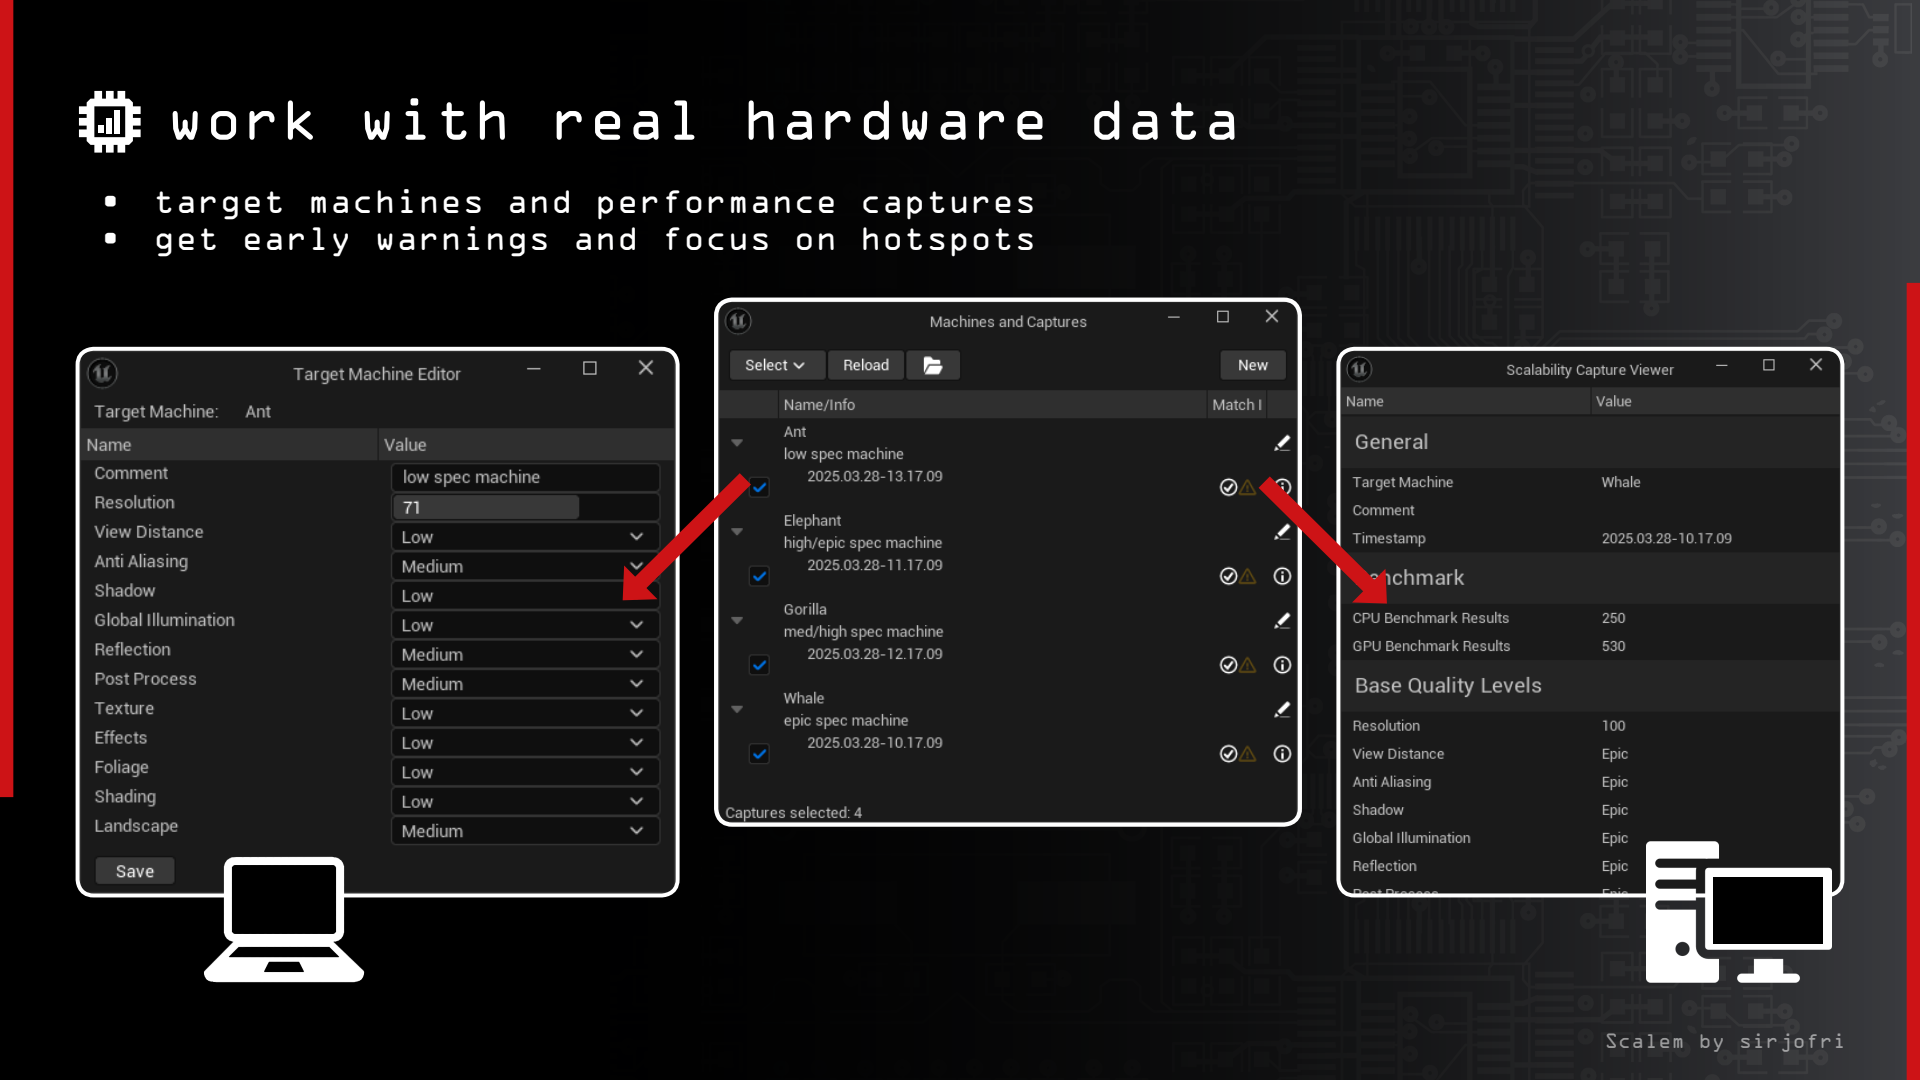 work with real hardware data
▪ target machines and performance captures
▪ get early warnings and focus on hotspots
Target Machine Editor
Target Machine: Ant
Name Value
Comment low spec machine
Resolution 71
View Distance Low
Anti Aliasing Medium
Shadow Low
Global Illumination Low
Reflection Medium
Post Process Medium
Texture Low
Effects Low
Foliage Low
Shading Low
Landscape Medium
Save
Machines and Captures
Select Reload New
Name/Info Match I
Ant
low spec machine
2025.03.28-13.17.09
Elephant
high/epic spec machine
2025.03.28-11.17.09
Gorilla
med/high spec machine
2025.03.28-12.17.09
Whale
epic spec machine
2025.03.28-10.17.09
Captures selected: 4
Scalability Capture Viewer
Name Value
General
Target Machine Whale
Comment
Timestamp 2025.03.28-10.17.09
nchmark
CPU Benchmark Results 250
GPU Benchmark Results 530
Base Quality Levels
Resolution 100
View Distance Epic
Anti Aliasing Epic
Shadow Epic
Global Illumination Epic
Reflection Epic
Post Process Epic
Scalem by sirjofri